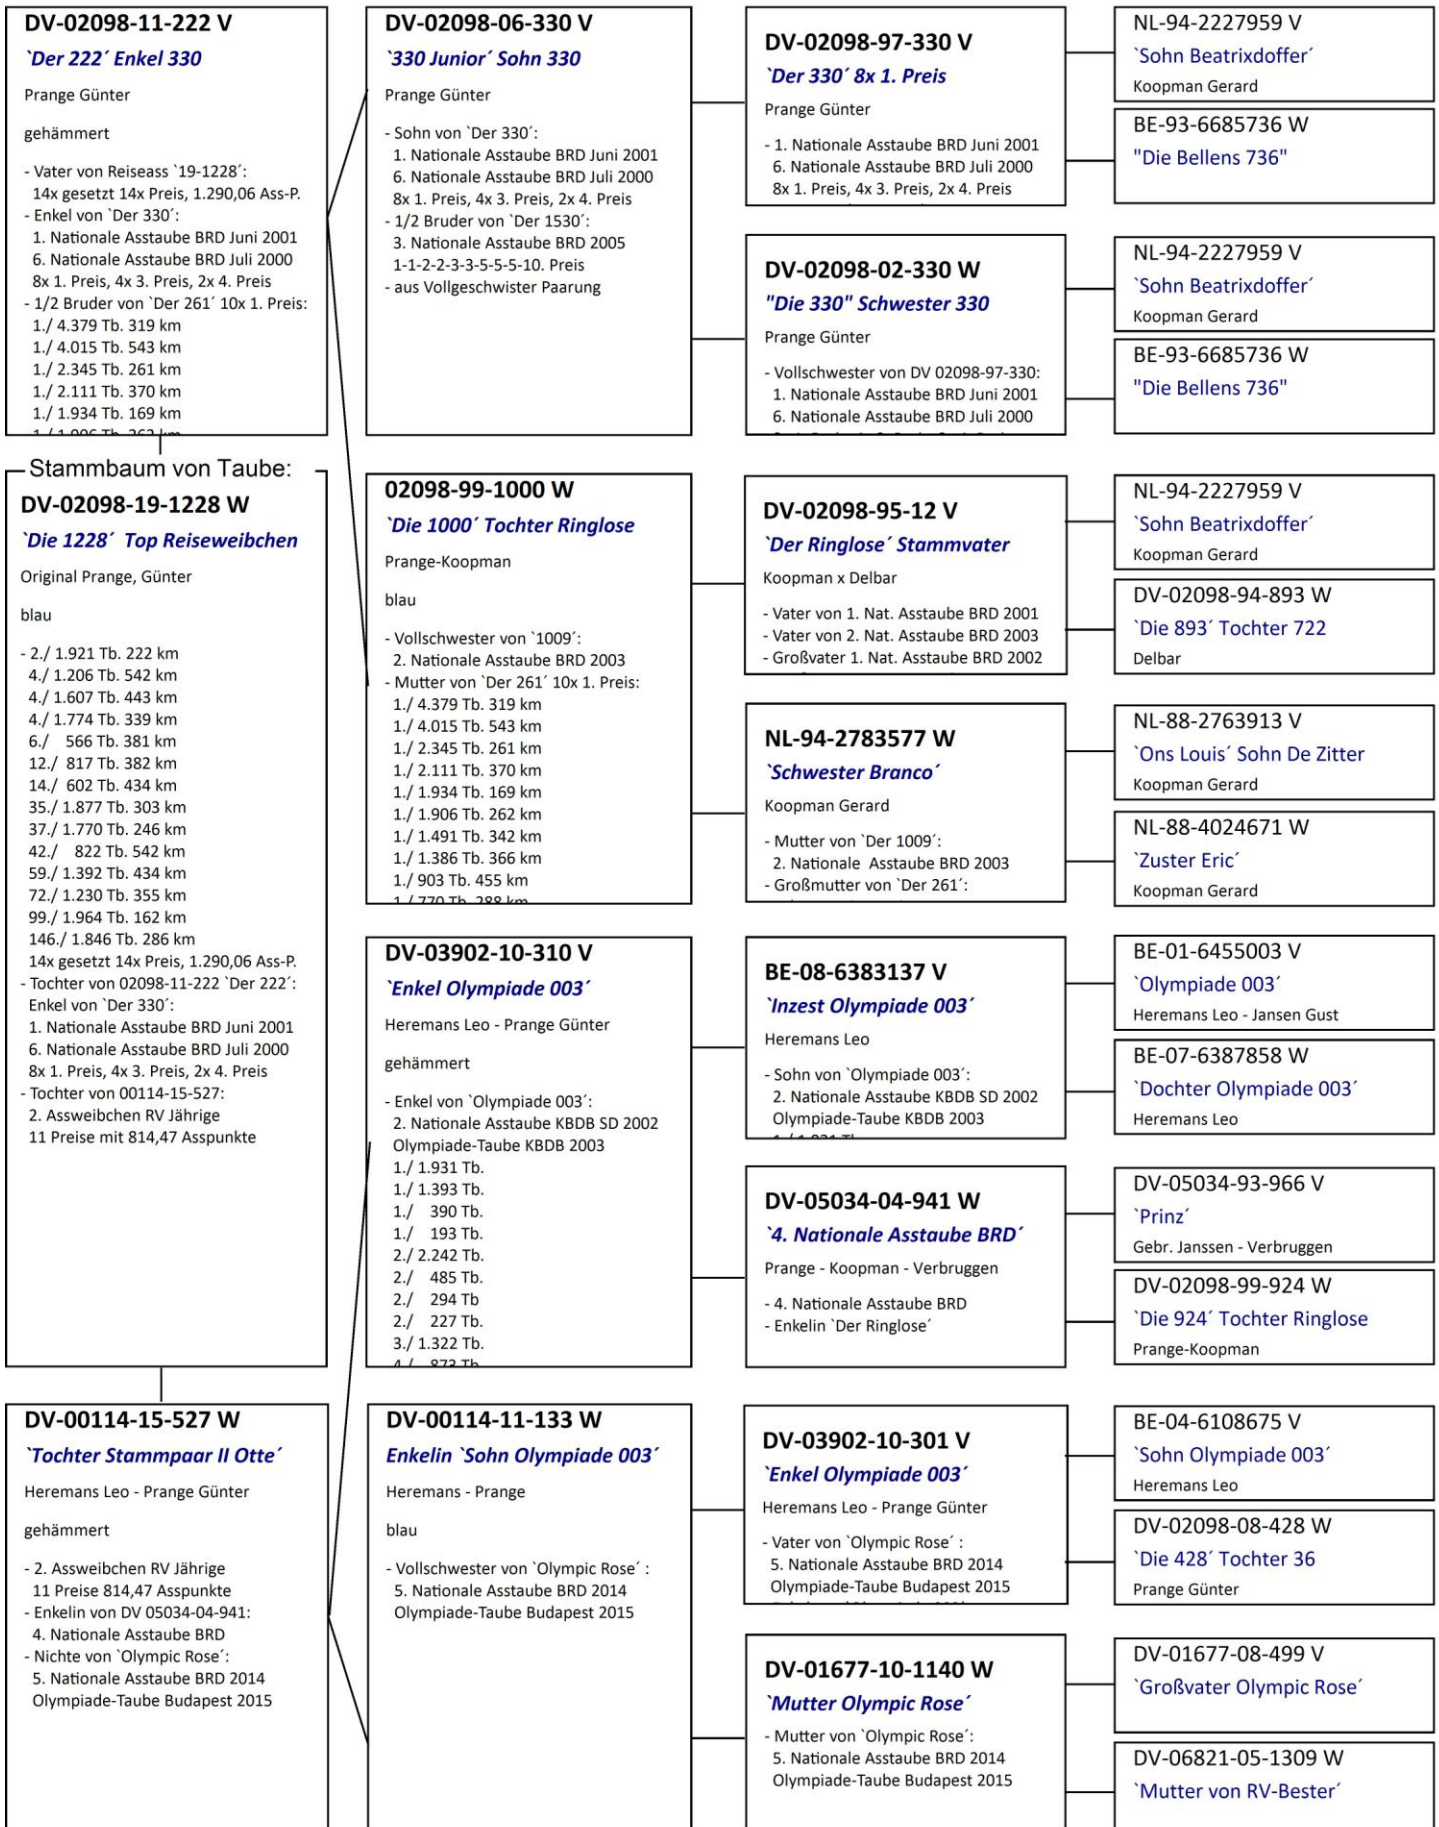 DV-02098-11-222 V
`Der 222´ Enkel 330
Prange Günter
gehämmert
- Vater von Reiseass `19-1228´:
14x gesetzt 14x Preis, 1.290,06 Ass-P.
- Enkel von `Der 330´:
1. Nationale Asstaube BRD Juni 2001
6. Nationale Asstaube BRD Juli 2000
8x 1. Preis, 4x 3. Preis, 2x 4. Preis
- 1/2 Bruder von `Der 261´ 10x 1. Preis:
1./ 4.379 Tb. 319 km
1./ 4.015 Tb. 543 km
1./ 2.345 Tb. 261 km
1./ 2.111 Tb. 370 km
1./ 1.934 Tb. 169 km
1./ 1.906 Tb. 262 km
Stammbaum von Taube:
DV-02098-19-1228 W
`Die 1228´ Top Reiseweibchen
Original Prange, Günter
blau
- 2./ 1.921 Tb. 222 km
4./ 1.206 Tb. 542 km
4./ 1.607 Tb. 443 km
4./ 1.774 Tb. 339 km
6./ 566 Tb. 381 km
12./ 817 Tb. 382 km
14./ 602 Tb. 434 km
35./ 1.877 Tb. 303 km
37./ 1.770 Tb. 246 km
42./ 822 Tb. 542 km
59./ 1.392 Tb. 434 km
72./ 1.230 Tb. 355 km
99./ 1.964 Tb. 162 km
146./ 1.846 Tb. 286 km
14x gesetzt 14x Preis, 1.290,06 Ass-P.
- Tochter von 02098-11-222 `Der 222´:
Enkel von `Der 330´:
1. Nationale Asstaube BRD Juni 2001
6. Nationale Asstaube BRD Juli 2000
8x 1. Preis, 4x 3. Preis, 2x 4. Preis
- Tochter von 00114-15-527:
2. Assweibchen RV Jährige
11 Preise mit 814,47 Asspunkte
DV-00114-15-527 W
`Tochter Stammpaar II Otte´
Heremans Leo - Prange Günter
gehämmert
- 2. Assweibchen RV Jährige
11 Preise 814,47 Asspunkte
- Enkelin von DV 05034-04-941:
4. Nationale Asstaube BRD
- Nichte von `Olympic Rose´:
5. Nationale Asstaube BRD 2014
Olympiade-Taube Budapest 2015
DV-02098-06-330 V
`330 Junior´ Sohn 330
Prange Günter
- Sohn von `Der 330´:
1. Nationale Asstaube BRD Juni 2001
6. Nationale Asstaube BRD Juli 2000
8x 1. Preis, 4x 3. Preis, 2x 4. Preis
- 1/2 Bruder von `Der 1530´:
3. Nationale Asstaube BRD 2005
1-1-2-2-3-3-5-5-5-10. Preis
- aus Vollgeschwister Paarung
02098-99-1000 W
`Die 1000´ Tochter Ringlose
Prange-Koopman
blau
- Vollschwester von `1009´:
2. Nationale Asstaube BRD 2003
- Mutter von `Der 261´ 10x 1. Preis:
1./ 4.379 Tb. 319 km
1./ 4.015 Tb. 543 km
1./ 2.345 Tb. 261 km
1./ 2.111 Tb. 370 km
1./ 1.934 Tb. 169 km
1./ 1.906 Tb. 262 km
1./ 1.491 Tb. 342 km
1./ 1.386 Tb. 366 km
1./ 903 Tb. 455 km
1./ 770 Tb. 288 km
DV-03902-10-310 V
`Enkel Olympiade 003´
Heremans Leo - Prange Günter
gehämmert
- Enkel von `Olympiade 003´:
2. Nationale Asstaube KBDB SD 2002
Olympiade-Taube KBDB 2003
1./ 1.931 Tb.
1./ 1.393 Tb.
1./ 390 Tb.
1./ 193 Tb.
2./ 2.242 Tb.
2./ 485 Tb.
2./ 294 Tb
2./ 227 Tb.
3./ 1.322 Tb.
4./ 873 Tb.
DV-00114-11-133 W
Enkelin `Sohn Olympiade 003´
Heremans - Prange
blau
- Vollschwester von `Olympic Rose´ :
5. Nationale Asstaube BRD 2014
Olympiade-Taube Budapest 2015
DV-02098-97-330 V
`Der 330´ 8x 1. Preis
Prange Günter
- 1. Nationale Asstaube BRD Juni 2001
6. Nationale Asstaube BRD Juli 2000
8x 1. Preis, 4x 3. Preis, 2x 4. Preis
DV-02098-02-330 W
"Die 330" Schwester 330
Prange Günter
- Vollschwester von DV 02098-97-330:
1. Nationale Asstaube BRD Juni 2001
6. Nationale Asstaube BRD Juli 2000
DV-02098-95-12 V
`Der Ringlose´ Stammvater
Koopman x Delbar
- Vater von 1. Nat. Asstaube BRD 2001
- Vater von 2. Nat. Asstaube BRD 2003
- Großvater 1. Nat. Asstaube BRD 2002
NL-94-2783577 W
`Schwester Branco´
Koopman Gerard
- Mutter von `Der 1009´:
2. Nationale Asstaube BRD 2003
- Großmutter von `Der 261´:
BE-08-6383137 V
`Inzest Olympiade 003´
Heremans Leo
- Sohn von `Olympiade 003´:
2. Nationale Asstaube KBDB SD 2002
Olympiade-Taube KBDB 2003
1./ 1.931 Tb.
DV-05034-04-941 W
`4. Nationale Asstaube BRD´
Prange - Koopman - Verbruggen
- 4. Nationale Asstaube BRD
- Enkelin `Der Ringlose´
DV-03902-10-301 V
`Enkel Olympiade 003´
Heremans Leo - Prange Günter
- Vater von `Olympic Rose´ :
5. Nationale Asstaube BRD 2014
Olympiade-Taube Budapest 2015
DV-01677-10-1140 W
`Mutter Olympic Rose´
- Mutter von `Olympic Rose´:
5. Nationale Asstaube BRD 2014
Olympiade-Taube Budapest 2015
NL-94-2227959 V
`Sohn Beatrixdoffer´
Koopman Gerard
BE-93-6685736 W
"Die Bellens 736"
NL-94-2227959 V
`Sohn Beatrixdoffer´
Koopman Gerard
BE-93-6685736 W
"Die Bellens 736"
NL-94-2227959 V
`Sohn Beatrixdoffer´
Koopman Gerard
DV-02098-94-893 W
`Die 893´ Tochter 722
Delbar
NL-88-2763913 V
`Ons Louis´ Sohn De Zitter
Koopman Gerard
NL-88-4024671 W
`Zuster Eric´
Koopman Gerard
BE-01-6455003 V
`Olympiade 003´
Heremans Leo - Jansen Gust
BE-07-6387858 W
`Dochter Olympiade 003´
Heremans Leo
DV-05034-93-966 V
`Prinz´
Gebr. Janssen - Verbruggen
DV-02098-99-924 W
`Die 924´ Tochter Ringlose
Prange-Koopman
BE-04-6108675 V
`Sohn Olympiade 003´
Heremans Leo
DV-02098-08-428 W
`Die 428´ Tochter 36
Prange Günter
DV-01677-08-499 V
`Großvater Olympic Rose´
DV-06821-05-1309 W
`Mutter von RV-Bester´